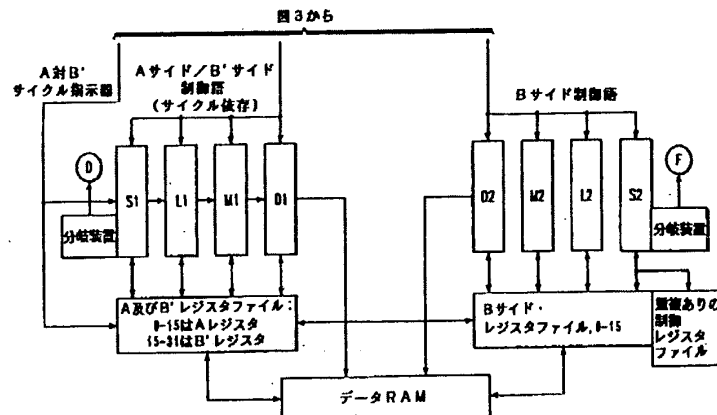 図3から
A対B'
サイクル指示器
Aサイド／B'サイド
制御語
(サイクル依存)
Bサイド制御語
D
F
S1
L1
M1
D1
D2
M2
L2
S2
分岐装置
分岐装置
A及びB'レジスタファイル：
0-15はAレジスタ
15-31はB'レジスタ
Bサイド・
レジスタファイル,0-15
重複ありの
制御
レジスタ
ファイル
データRAM